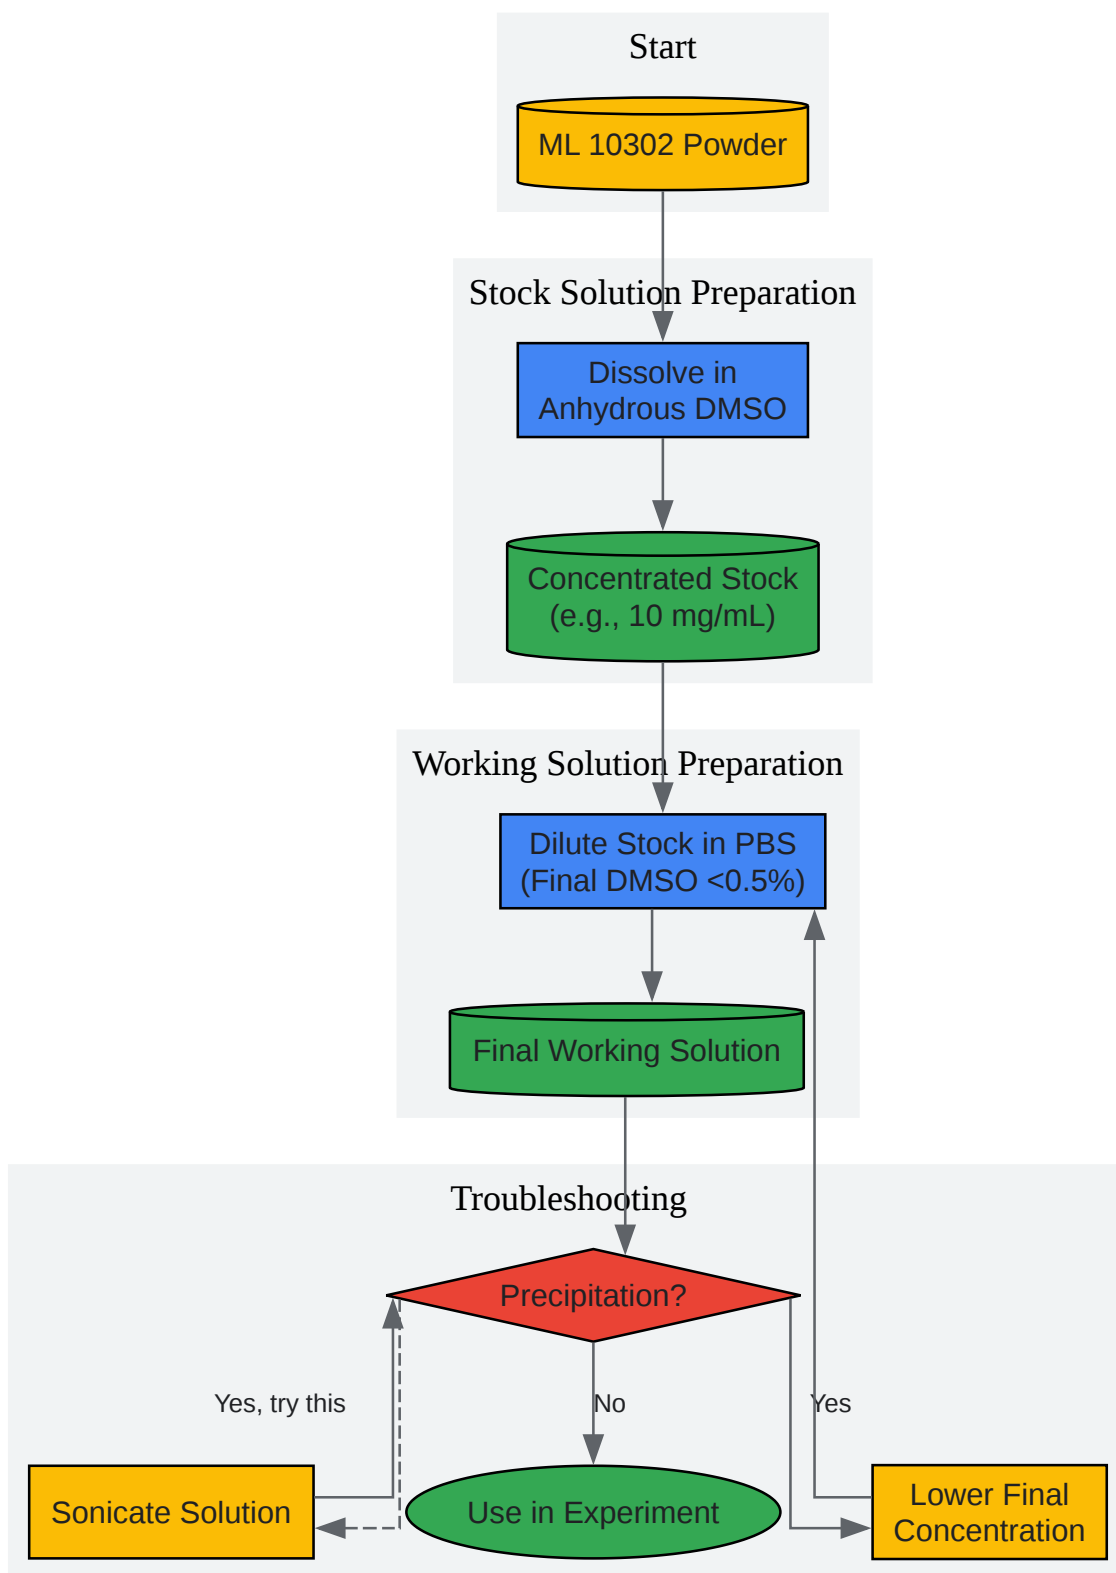 Start
ML 10302 Powder
Stock Solution Preparation
Dissolve in
Anhydrous DMSO
Concentrated Stock
(e.g., 10 mg/mL)
Working Solution Preparation
Dilute Stock in PBS
(Final DMSO <0.5%)
Final Working Solution
Troubleshooting
Precipitation?
Yes, try this
No
Yes
Sonicate Solution
Use in Experiment
Lower Final
Concentration